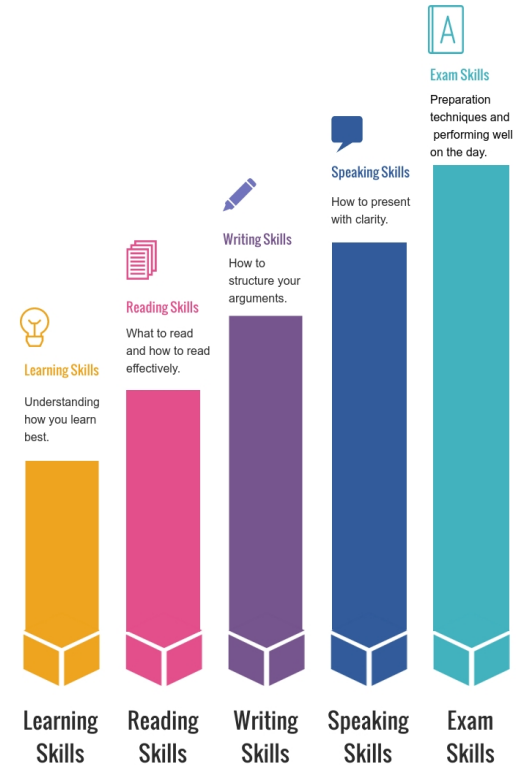 A
Exam Skills
Preparation
techniques and
performing well
on the day.
Speaking Skills
How to present
with clarity.
Writing Skills
How to
structure your
arguments.
Reading Skills
What to read
and how to read
effectively.
Learning Skills
Understanding
how you learn
best.
Learning
Skills
Reading
Skills
Writing
Skills
Speaking
Skills
Exam
Skills